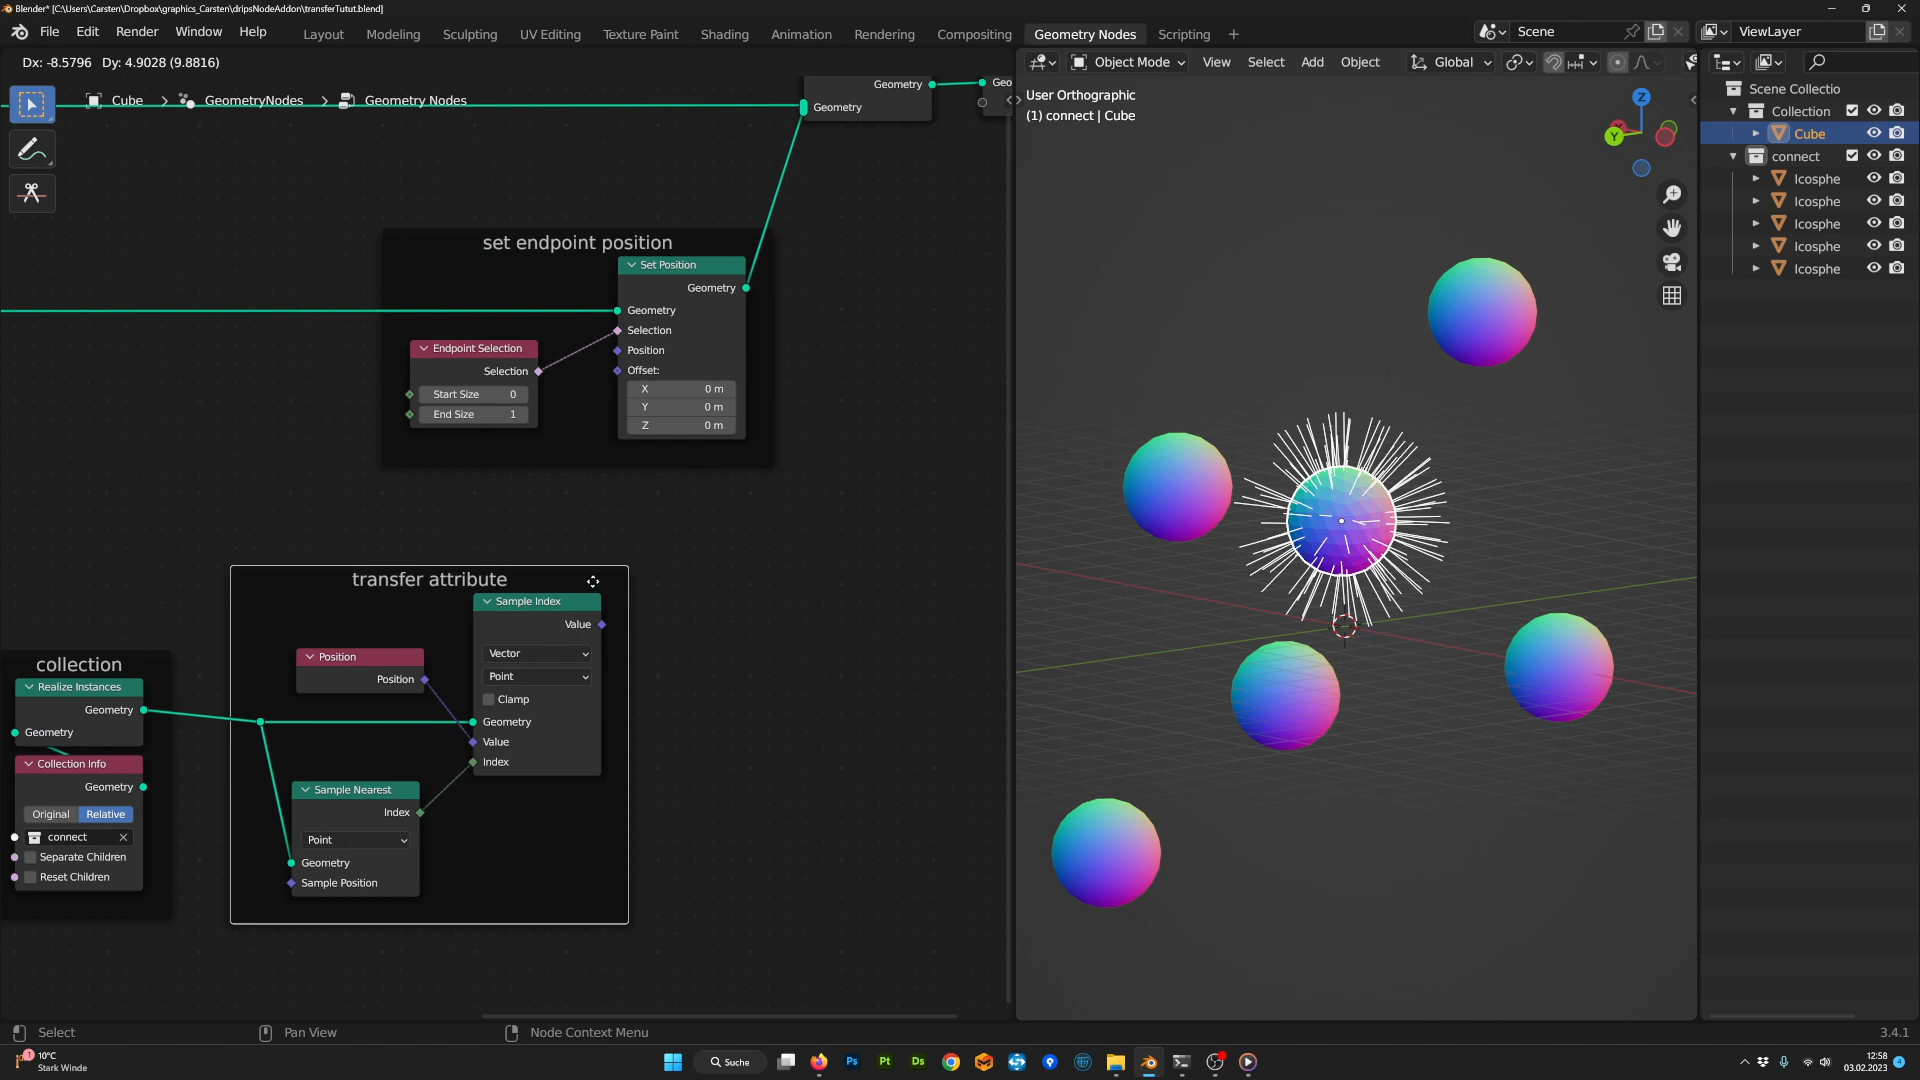 Blender* [C:\Users\Carsten\Dropbox\graphics_Carsten\dripsNodeAddon\transferTutut.blend]
File Edit Render Window Help
Layout Modeling Sculpting UV Editing Texture Paint Shading Animation Rendering Compositing Geometry Nodes Scripting +
Scene
ViewLayer
Dx: -8.5796 Dy: 4.9028 (9.8816)
Cube > GeometryNodes > Geometry Nodes
Geometry
Geometry
Geo
set endpoint position
Set Position
Geometry
Geometry
Selection
Position
Offset:
X 0 m
Y 0 m
Z 0 m
Endpoint Selection
Selection
Start Size 0
End Size 1
transfer attribute
Sample Index
Value
Vector
Point
Clamp
Geometry
Value
Index
Position
Position
Sample Nearest
Index
Point
Geometry
Sample Position
collection
Realize Instances
Geometry
Geometry
Collection Info
Geometry
Original Relative
connect
Separate Children
Reset Children
Object Mode View Select Add Object Global
User Orthographic
(1) connect | Cube
Z
Y
Scene Collectio
Collection
Cube
connect
Icosphe
Icosphe
Icosphe
Icosphe
Icosphe
Select Pan View Node Context Menu
3.4.1
1
10°C
Stark Winde
Suche
Ps Pt Ds
12:58
03.02.2023
4